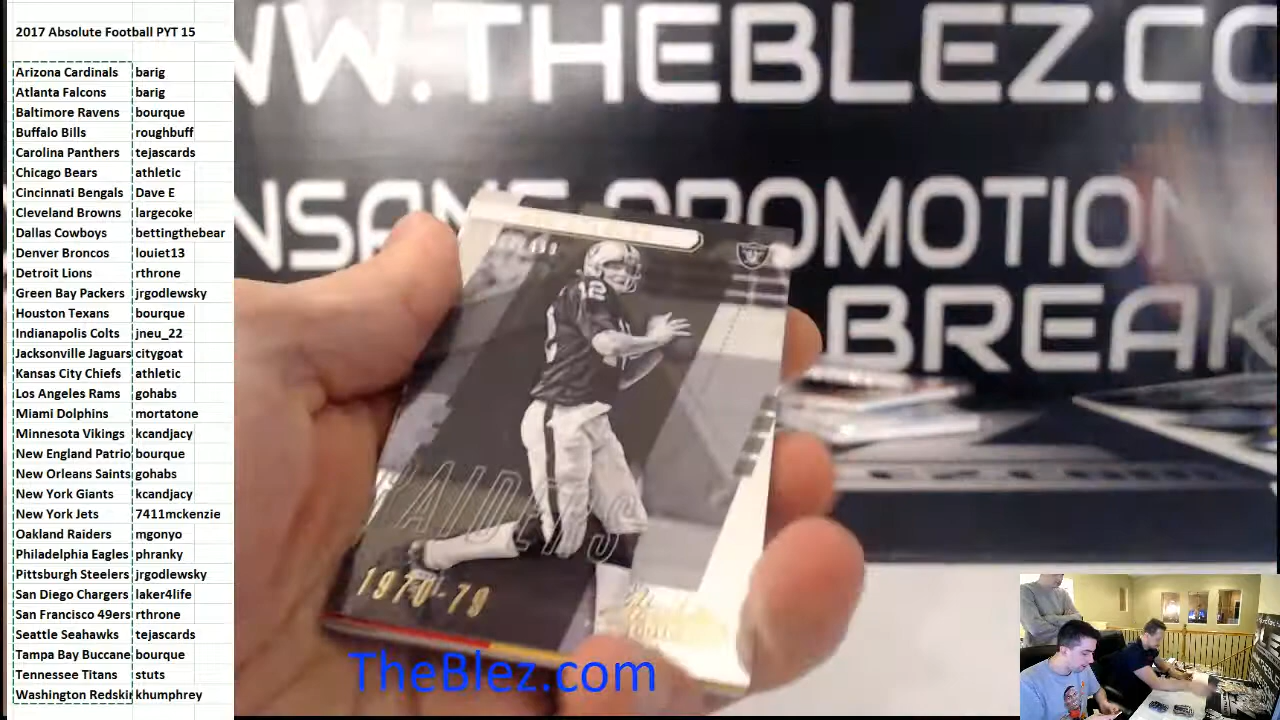 2017 Absolute Football PYT 15
Arizona Cardinals barig
Atlanta Falcons barig
Baltimore Ravens bourque
Buffalo Bills roughbuff
Carolina Panthers tejascards
Chicago Bears athletic
Cincinnati Bengals Dave E
Cleveland Browns largecoke
Dallas Cowboys bettingthebear
Denver Broncos louiet13
Detroit Lions rthrone
Green Bay Packers jrgodlewsky
Houston Texans bourque
Indianapolis Colts jneu_22
Jacksonville Jaguars citygoat
Kansas City Chiefs athletic
Los Angeles Rams gohabs
Miami Dolphins mortatone
Minnesota Vikings kcandjacy
New England Patrio bourque
New Orleans Saints gohabs
New York Giants kcandjacy
New York Jets 7411mckenzie
Oakland Raiders mgonyo
Philadelphia Eagles phranky
Pittsburgh Steelers jrgodlewsky
San Diego Chargers laker4life
San Francisco 49ers rthrone
Seattle Seahawks tejascards
Tampa Bay Buccane bourque
Tennessee Titans stuts
Washington Redskin khumphrey
WW.THEBLEZ.CO
NSANE PROMOTION
BREAK
12
RAIDERS
1970-79
TheBlez.com